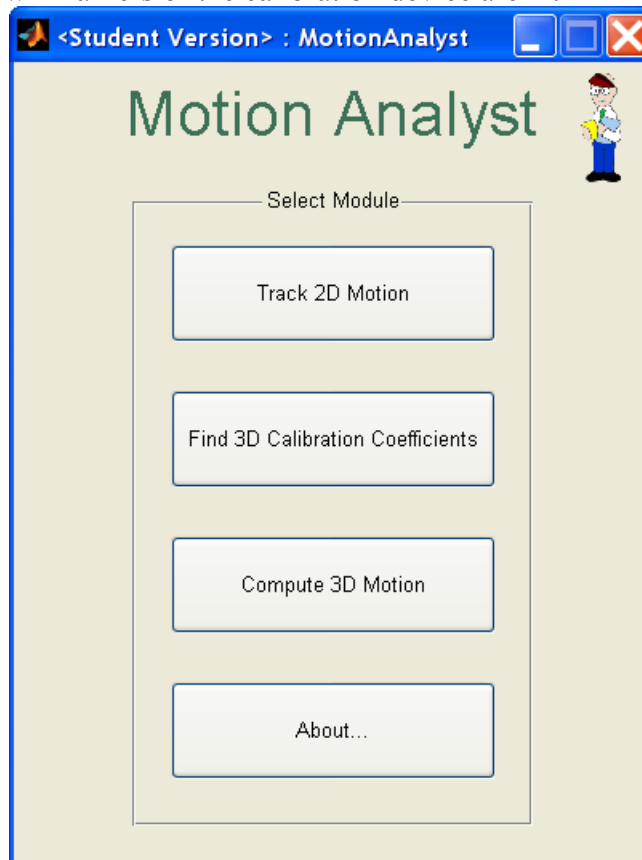 <Student Version> : MotionAnalyst
Motion Analyst
Select Module
Track 2D Motion
Find 3D Calibration Coefficients
Compute 3D Motion
About...